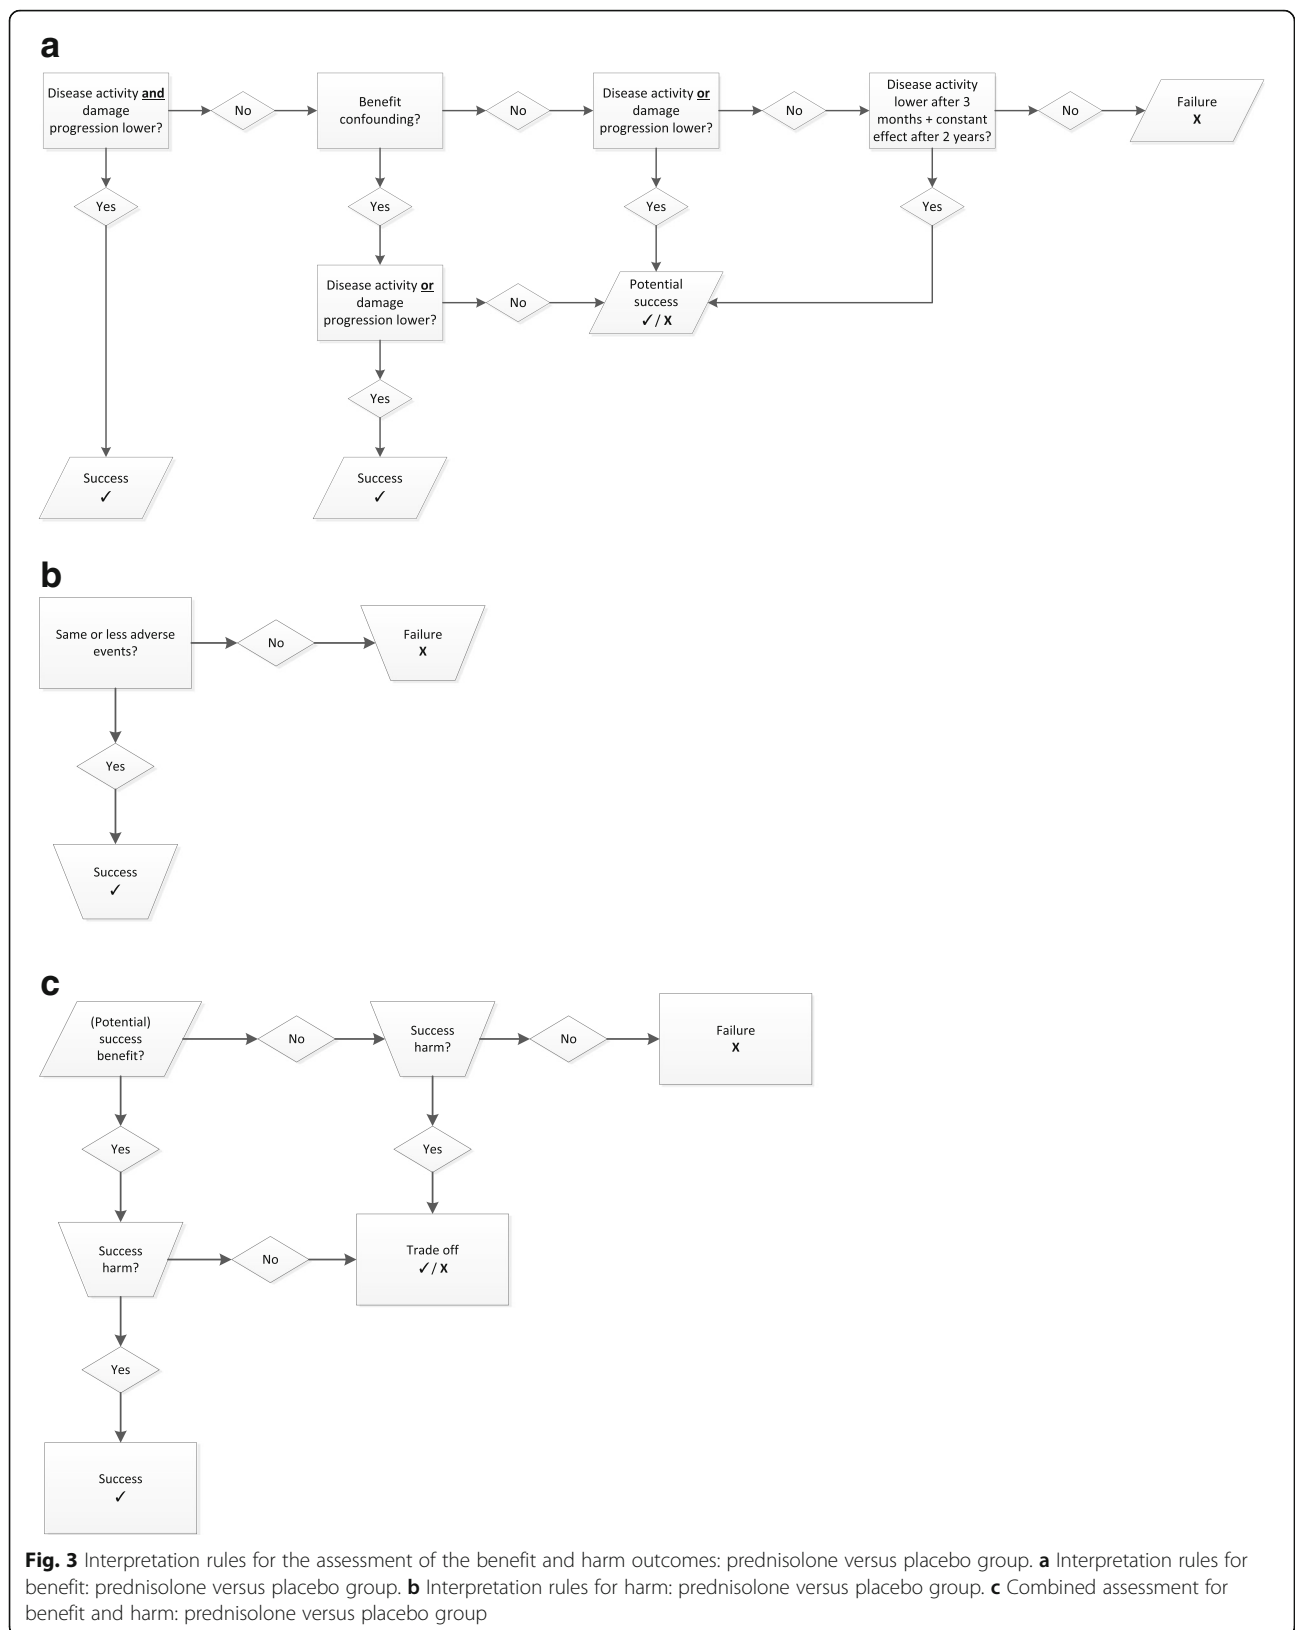 a
Disease activity and
damage
progression lower?
No
Benefit
confounding?
No
Disease activity or
damage
progression lower?
No
Disease activity
lower after 3
months + constant
effect after 2 years?
No
Failure
X
Yes
Yes
Yes
Yes
Disease activity or
damage
progression lower?
No
Potential
success
✓/ X
Yes
Success
✓
Success
✓
b
Same or less adverse
events?
No
Failure
X
Yes
Success
✓
c
(Potential)
success
benefit?
No
Success
harm?
No
Failure
X
Yes
Yes
Success
harm?
No
Trade off
✓/ X
Yes
Success
✓
Fig. 3 Interpretation rules for the assessment of the benefit and harm outcomes: prednisolone versus placebo group. a Interpretation rules for
benefit: prednisolone versus placebo group. b Interpretation rules for harm: prednisolone versus placebo group. c Combined assessment for
benefit and harm: prednisolone versus placebo group